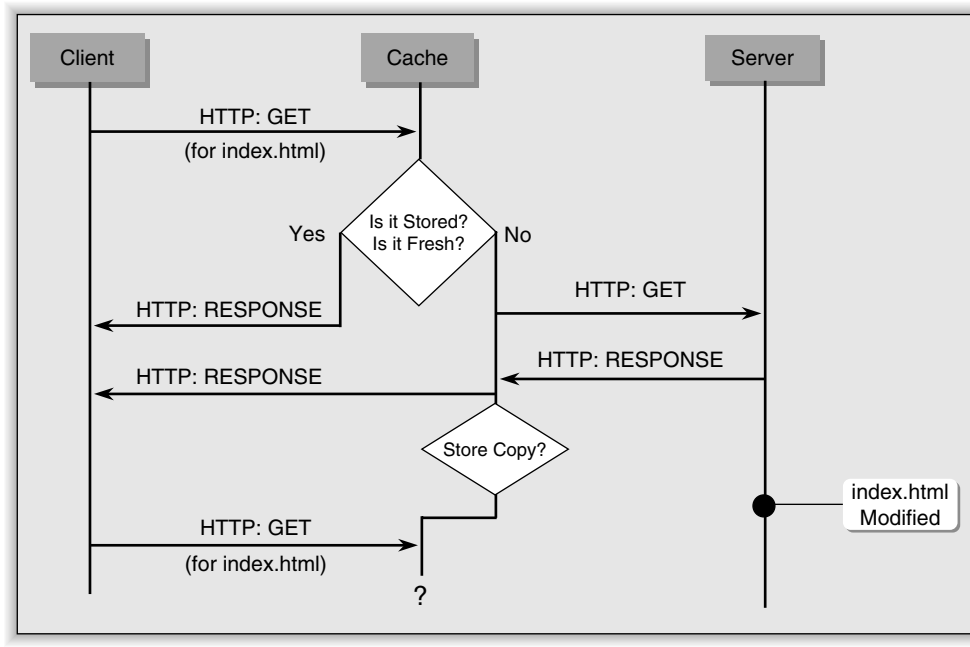 Client
Cache
Server
HTTP: GET
(for index.html)
Is it Stored?
Is it Fresh?
Yes
No
HTTP: GET
HTTP: RESPONSE
HTTP: RESPONSE
HTTP: RESPONSE
Store Copy?
index.html
Modified
HTTP: GET
(for index.html)
?